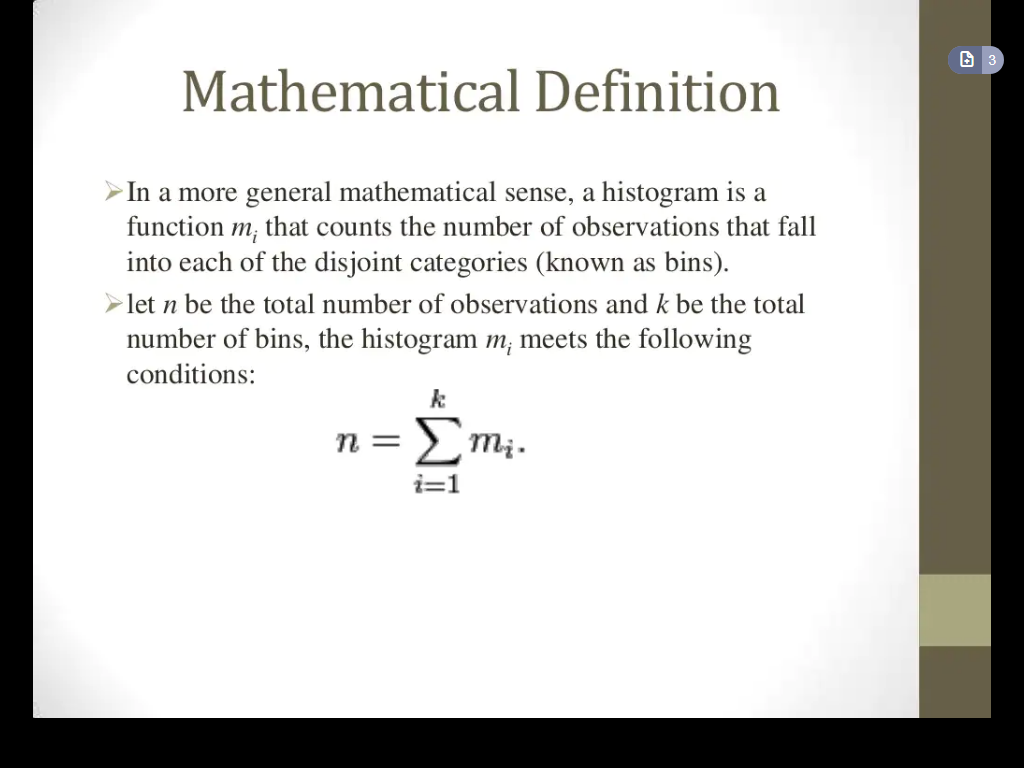 3
Mathematical Definition
➢In a more general mathematical sense, a histogram is a
function mᵢ that counts the number of observations that fall
into each of the disjoint categories (known as bins).
➢let n be the total number of observations and k be the total
number of bins, the histogram mᵢ meets the following
conditions:
k
n = ∑ mᵢ.
i=1